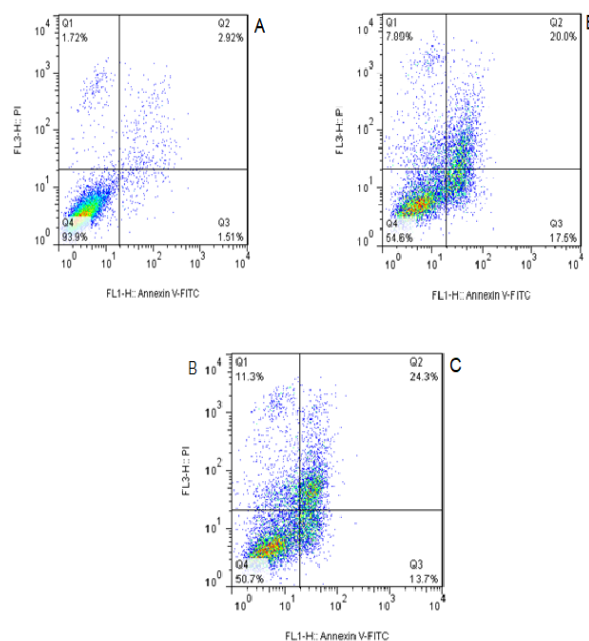 A
Q1
1.72%
Q2
2.92%
10^4
10^3
10^2
10^1
10^0
FL3-H:: PI
Q4
93.9%
Q3
1.51%
10^0 10^1 10^2 10^3 10^4
FL1-H:: Annexin V-FITC
Q1
7.89%
Q2
20.0%
10^4
10^3
10^2
10^1
10^0
FL3-H:: PI
Q4
54.6%
Q3
17.5%
10^0 10^1 10^2 10^3 10^4
FL1-H:: Annexin V-FITC
B
C
Q1
11.3%
Q2
24.3%
10^4
10^3
10^2
10^1
10^0
FL3-H:: PI
Q4
50.7%
Q3
13.7%
10^0 10^1 10^2 10^3 10^4
FL1-H:: Annexin V-FITC